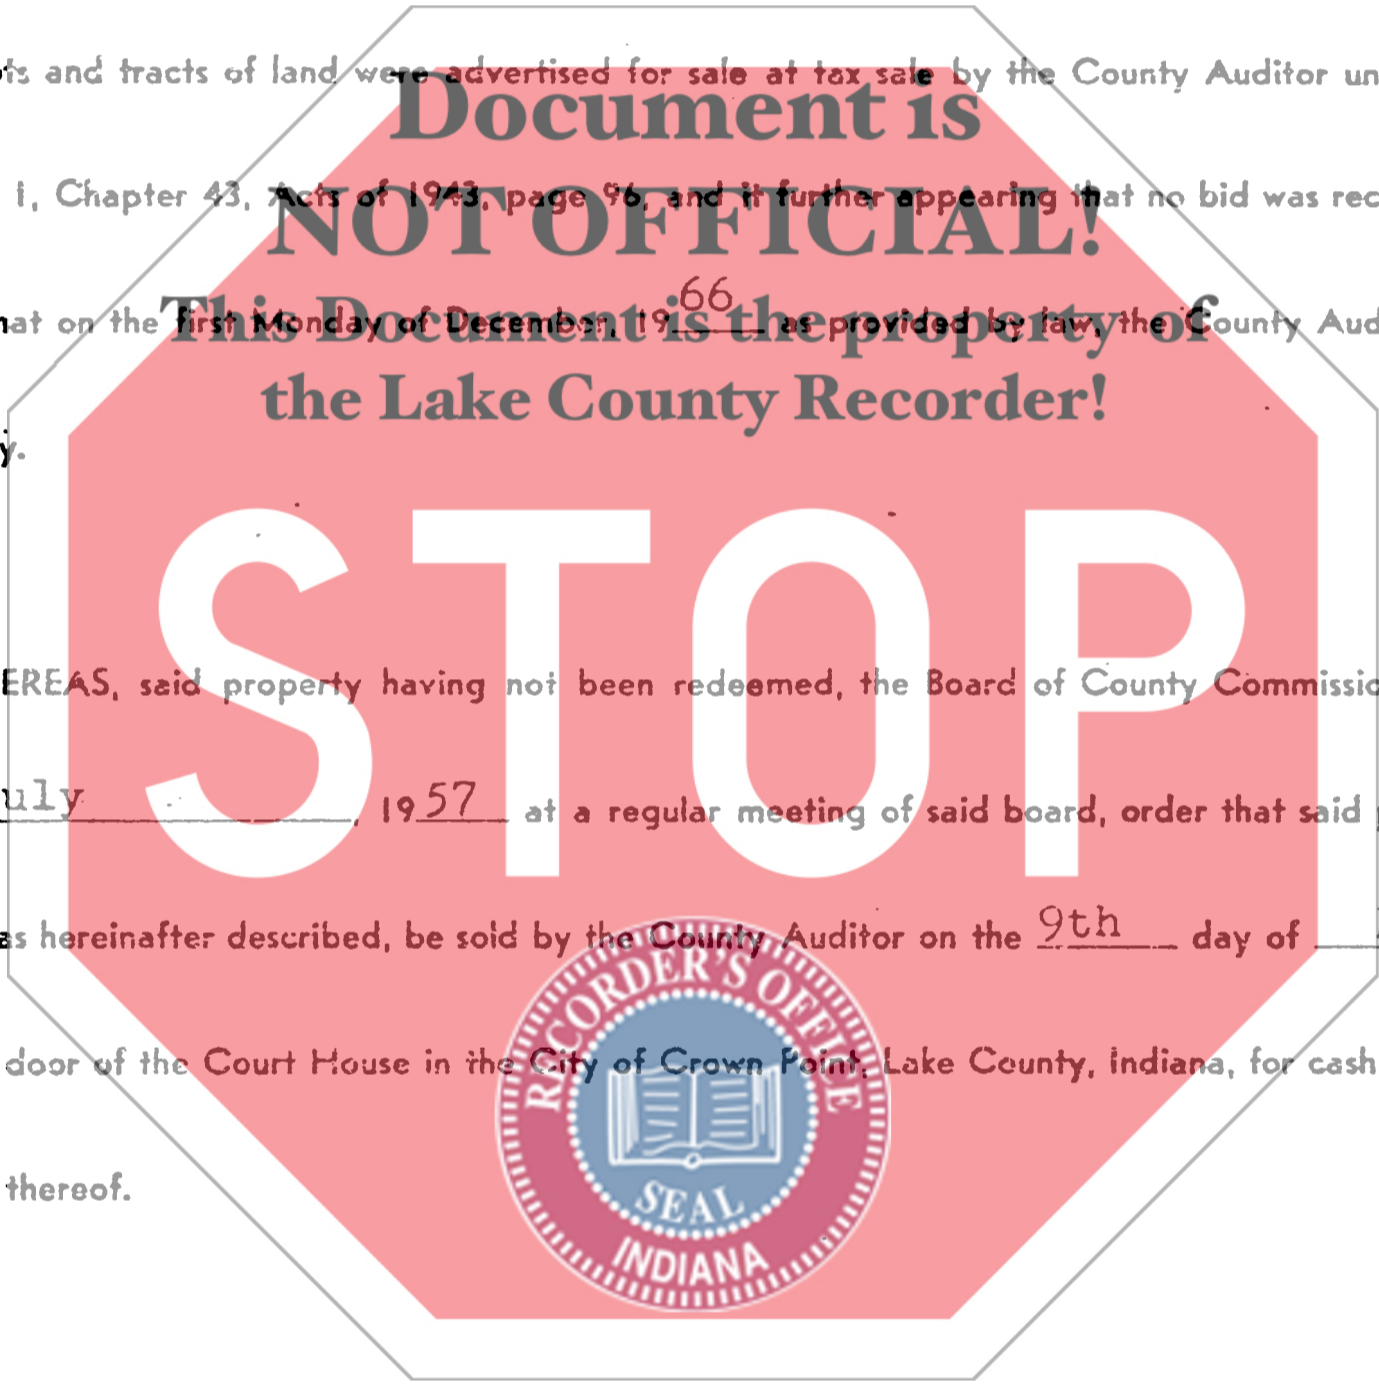 ts and tracts of land were advertised for sale at tax sale by the County Auditor un
Document is
1, Chapter 43, Acts of 1943, page 96, and it further appearing that no bid was rec
NOT OFFICIAL!
at on the first Monday of December, 1966 as provided by law, the County Aud
This Document is the property of
the Lake County Recorder!
y.
STOP
EREAS, said property having not been redeemed, the Board of County Commissio
uly, 1957 at a regular meeting of said board, order that said
as hereinafter described, be sold by the County Auditor on the 9th day of
RECORDER'S OFFICE
door of the Court House in the City of Crown Point, Lake County, Indiana, for cash
SEAL
thereof.
INDIANA